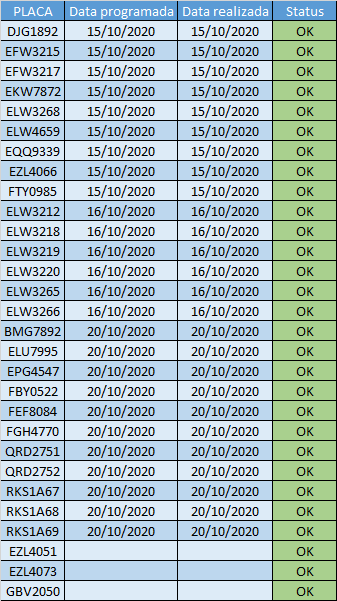 PLACA Data programada Data realizada Status
DJG1892 15/10/2020 15/10/2020 OK
EFW3215 15/10/2020 15/10/2020 OK
EFW3217 15/10/2020 15/10/2020 OK
EKW7872 15/10/2020 15/10/2020 OK
ELW3268 15/10/2020 15/10/2020 OK
ELW4659 15/10/2020 15/10/2020 OK
EQQ9339 15/10/2020 15/10/2020 OK
EZL4066 15/10/2020 15/10/2020 OK
FTY0985 15/10/2020 15/10/2020 OK
ELW3212 16/10/2020 16/10/2020 OK
ELW3218 16/10/2020 16/10/2020 OK
ELW3219 16/10/2020 16/10/2020 OK
ELW3220 16/10/2020 16/10/2020 OK
ELW3265 16/10/2020 16/10/2020 OK
ELW3266 16/10/2020 16/10/2020 OK
BMG7892 20/10/2020 20/10/2020 OK
ELU7995 20/10/2020 20/10/2020 OK
EPG4547 20/10/2020 20/10/2020 OK
FBY0522 20/10/2020 20/10/2020 OK
FEF8084 20/10/2020 20/10/2020 OK
FGH4770 20/10/2020 20/10/2020 OK
QRD2751 20/10/2020 20/10/2020 OK
QRD2752 20/10/2020 20/10/2020 OK
RKS1A67 20/10/2020 20/10/2020 OK
RKS1A68 20/10/2020 20/10/2020 OK
RKS1A69 20/10/2020 20/10/2020 OK
EZL4051 OK
EZL4073 OK
GBV2050 OK